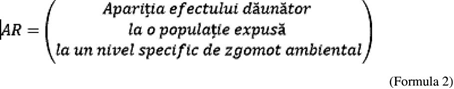 Apariția efectului dăunător
AR = ( la o populație expusă )
la un nivel specific de zgomot ambiental
(Formula 2)